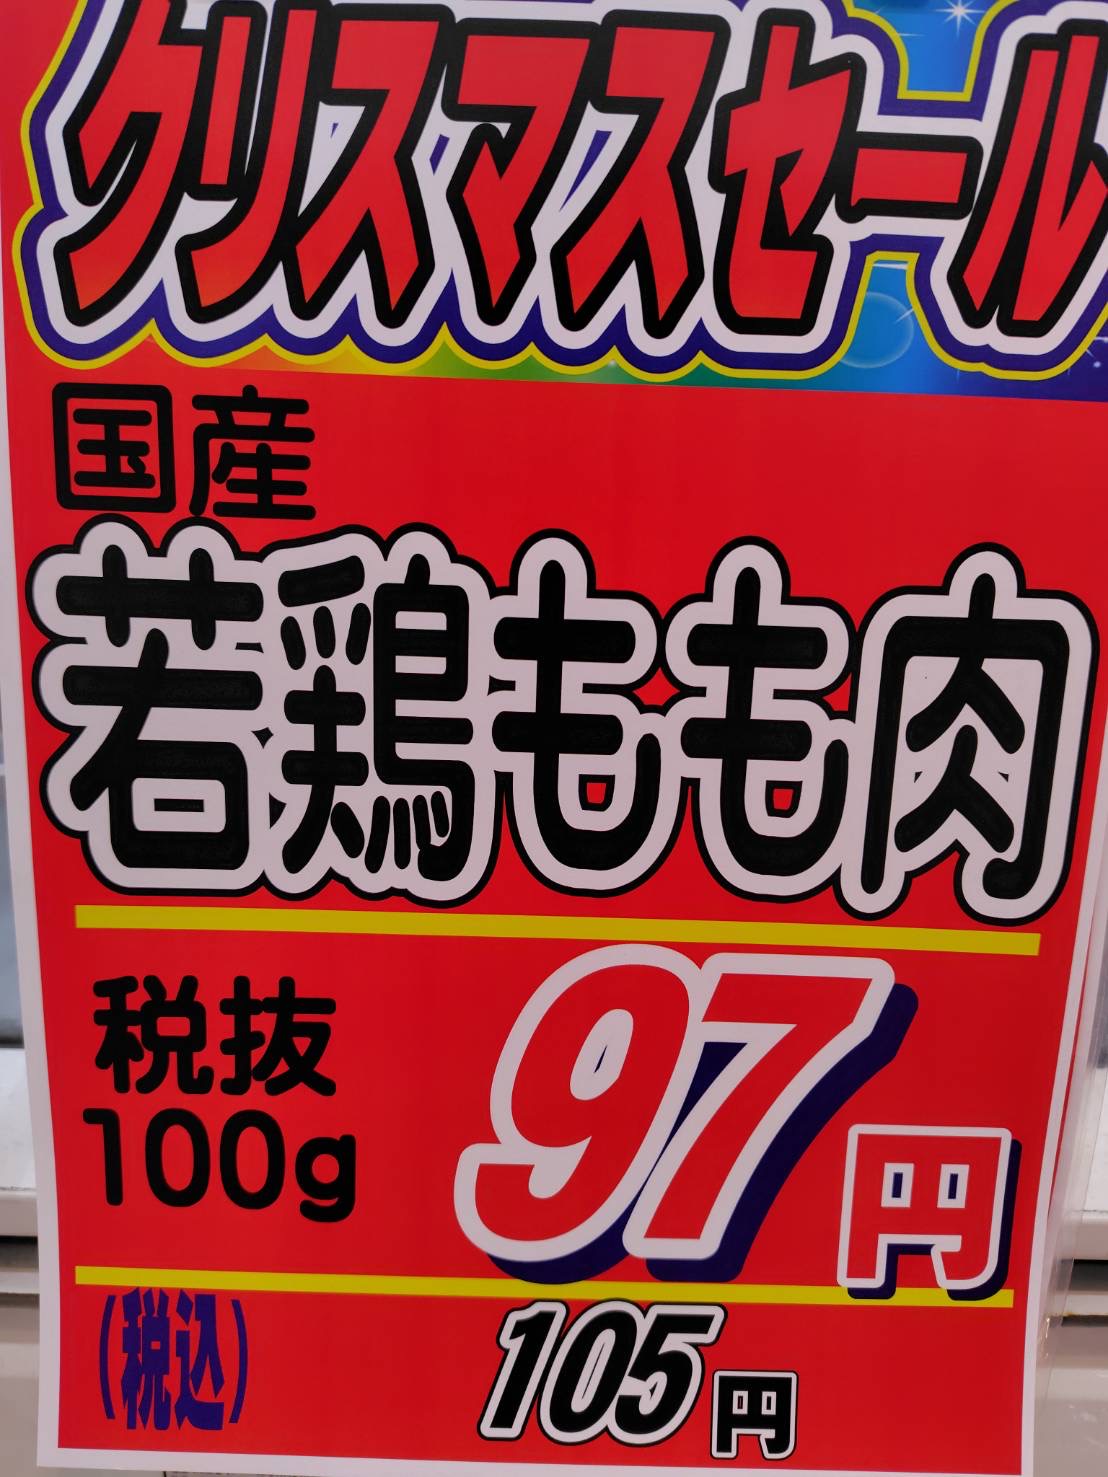 クリスマスセール
国産
若鶏もも肉
税抜
100g 97円
(税込) 105円